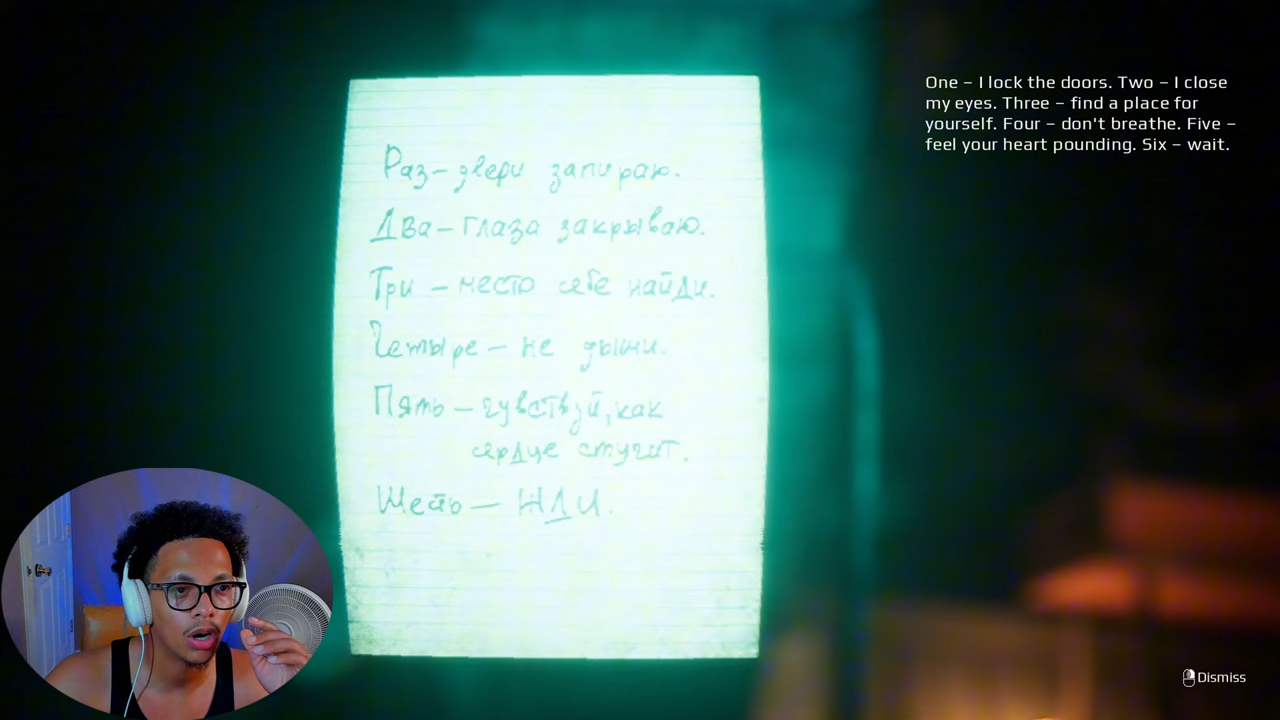 Раз – двери запираю.
Два – глаза закрываю.
Три – место себе найди.
Четыре – не дыши.
Пять – чувствуй, как
сердце стучит.
Шесть – ЖДИ.
One – I lock the doors. Two – I close
my eyes. Three – find a place for
yourself. Four – don't breathe. Five –
feel your heart pounding. Six – wait.
Dismiss